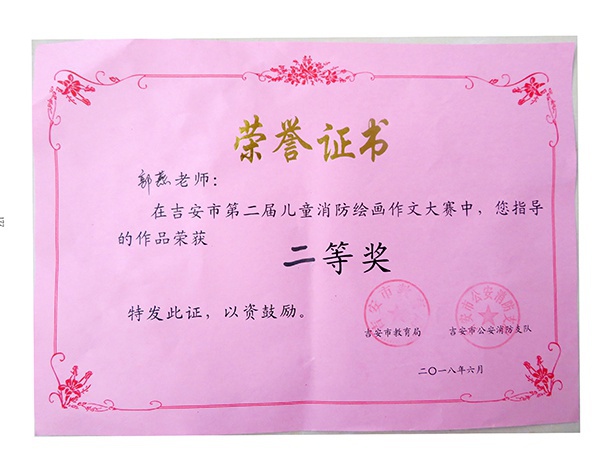 荣誉证书
郭燕老师：
在吉安市第二届儿童消防绘画作文大赛中，您指导
的作品荣获
二等奖
特发此证，以资鼓励。
吉安市教育局 吉安市公安消防支队
二〇一八年六月